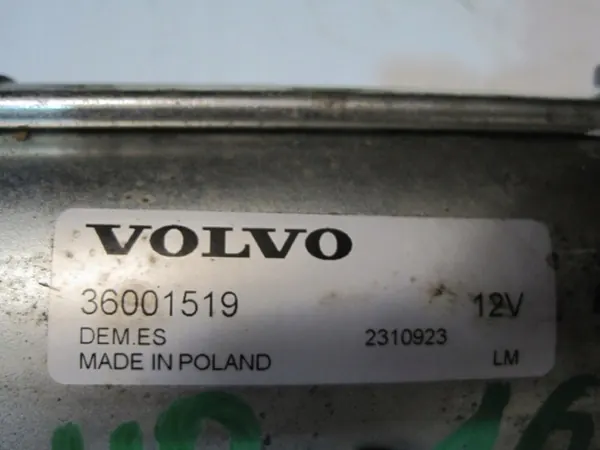 VOLVO
36001519 12V
DEM.ES 2310923
MADE IN POLAND LM